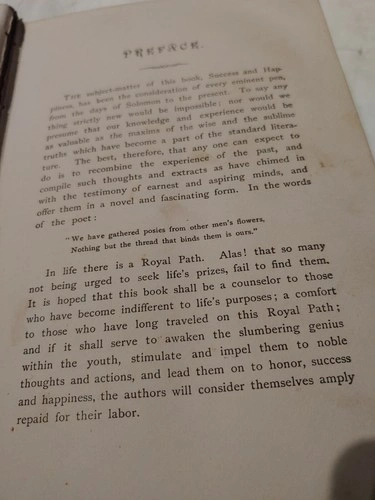 PREFACE.
The subject-matter of this book, Success and Hap-
piness, has been the consideration of every eminent pen,
from the days of Solomon to the present. To say any
thing strictly new would be impossible; nor would we
presume that our knowledge and experience would be
as valuable as the maxims of the wise and the sublime
truths which have become a part of the standard litera-
ture. The best, therefore, that any one can expect to
do is to recombine the experience of the past, and
compile such thoughts and extracts as have chimed in
with the testimony of earnest and aspiring minds, and
offer them in a novel and fascinating form. In the words
of the poet:
"We have gathered posies from other men's flowers,
Nothing but the thread that binds them is ours."
In life there is a Royal Path. Alas! that so many
not being urged to seek life's prizes, fail to find them.
It is hoped that this book shall be a counselor to those
who have become indifferent to life's purposes; a comfort
to those who have long traveled on this Royal Path;
and if it shall serve to awaken the slumbering genius
within the youth, stimulate and impel them to noble
thoughts and actions, and lead them on to honor, success
and happiness, the authors will consider themselves amply
repaid for their labor.